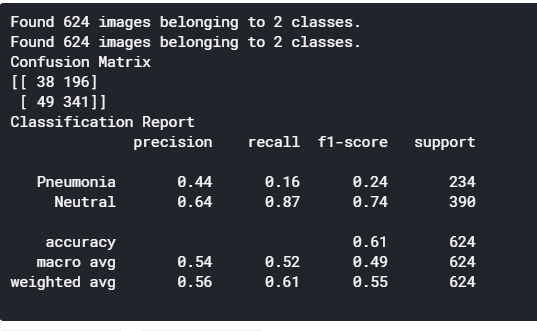 Found 624 images belonging to 2 classes.
Found 624 images belonging to 2 classes.
Confusion Matrix
[[ 38 196]
 [ 49 341]]
Classification Report
              precision    recall  f1-score   support

   Pneumonia       0.44      0.16      0.24       234
     Neutral       0.64      0.87      0.74       390

    accuracy                           0.61       624
   macro avg       0.54      0.52      0.49       624
weighted avg       0.56      0.61      0.55       624